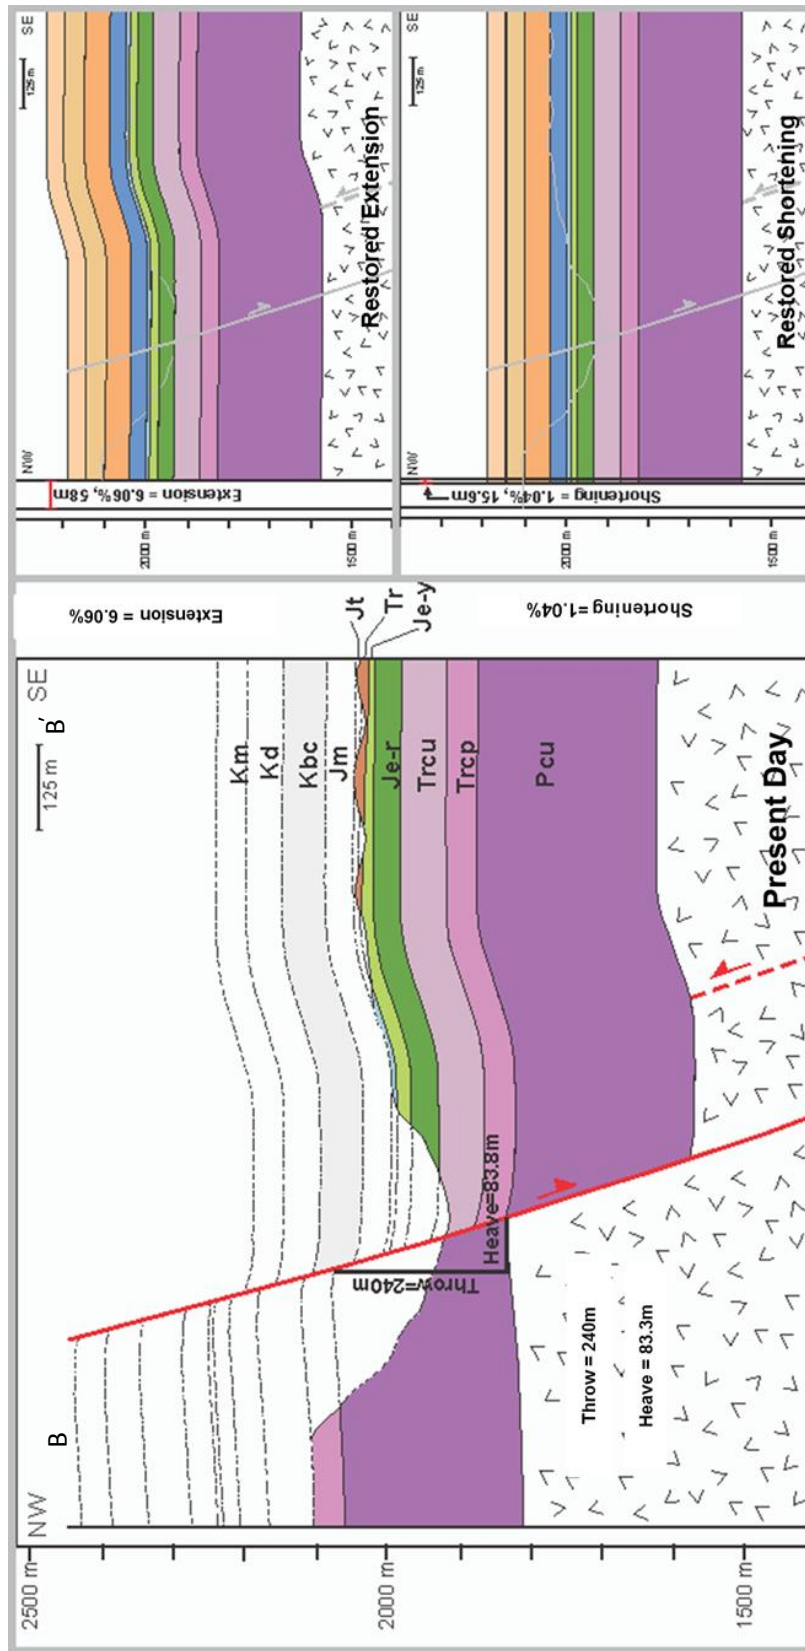 SE
125 m
NW
Restored Extension
Extension = 6.06%, 58m
2000 m
1500 m
SE
125 m
NW
Restored Shortening
Shortening = 1.04%, 15.6m
2000 m
1500 m
Extension = 6.06%
Shortening =1.04%
NW
B
SE
B′
125 m
Km
Kd
Kbc
Jm
Jt
Tr
Je-y
Je-r
Trcu
Trcp
Pcu
Present Day
Throw=240m
Heave=83.8m
Throw = 240m
Heave = 83.3m
2500 m
2000 m
1500 m